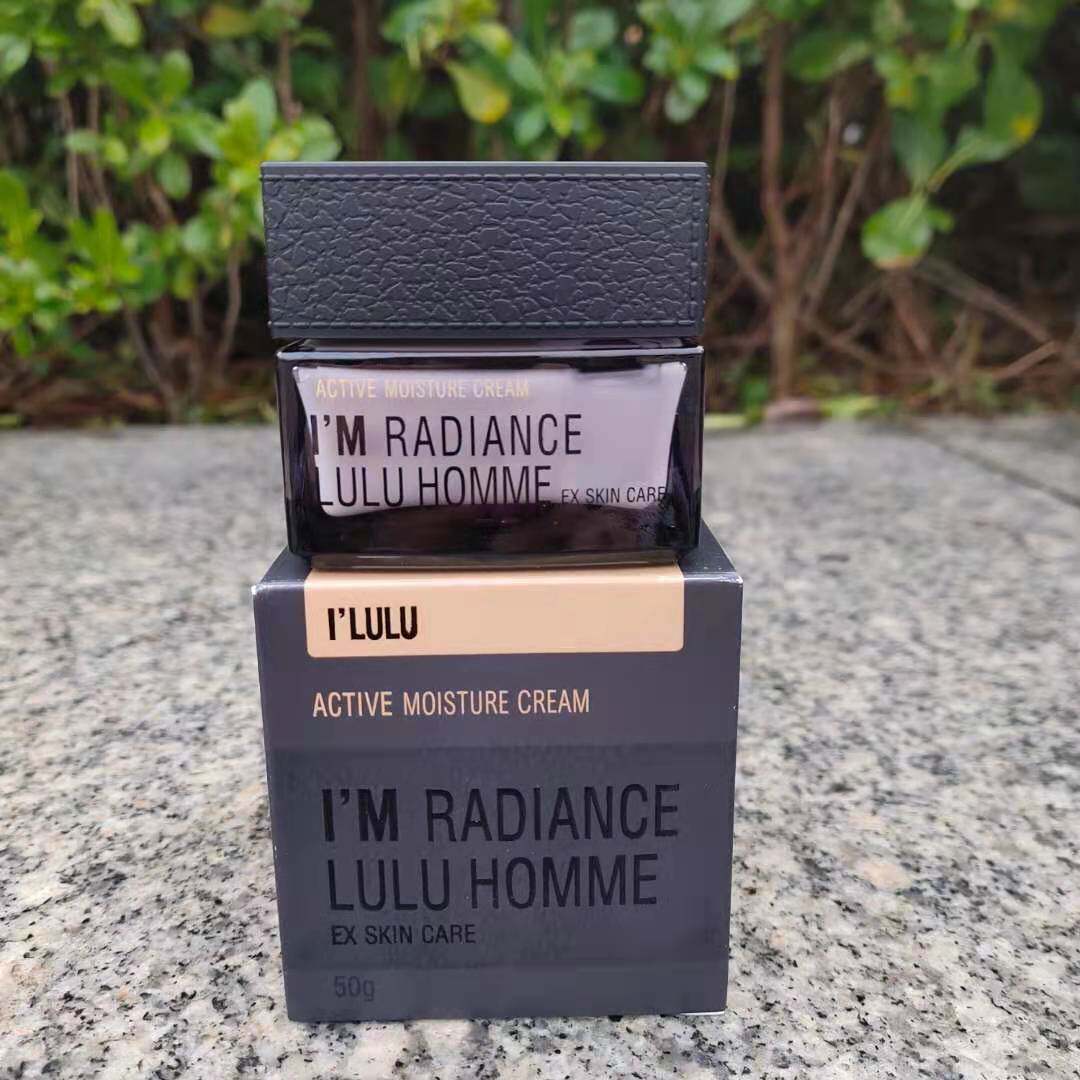 ACTIVE MOISTURE CREAM
I'M RADIANCE
LULU HOMME EX SKIN CARE
I'LULU
ACTIVE MOISTURE CREAM
I'M RADIANCE
LULU HOMME
EX SKIN CARE
50g